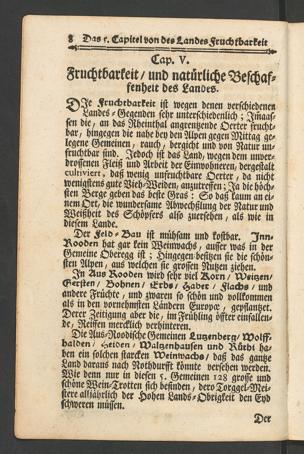 8 Das 5. Capitel von des Landes Fruchtbarkeit
Cap. V.
Fruchtbarkeit/ und natürliche Beschaf-
fenheit des Landes.
DIe Fruchtbarkeit ist wegen denen verschiedenen
Landes-Gegenden sehr unterschiedlich; Im̃aas-
sen die, an das Rheinthal angrentzende Oerter frucht-
bar, hingegen die nahe bey den Alpen gegen Mittag ge-
legene Gemeinen, rauch, bergicht und von Natur un-
fruchtbar sind. Jedoch ist das Land, wegen dem unver-
drossenen Fleiß und Arbeit der Einwohneren, dergestalt
cultiviert, daß wenig unfruchtbare Oerter, da nicht
wenigstens gute Vieh-Weiden, anzutreffen; Ja die höch-
sten Berge geben das beste Gras: So daß kaum an ei-
nem Ort, die wundersame Abwechslung der Natur und
Weißheit des Schöpfers also zuersehen, als wie in
diesem Lande.
Der Feld-Bau ist mühsam und kostbar. Jnn-
Rooden hat gar kein Weinwachs, ausser was in der
Gemeine Oberegg ist; Hingegen besitzen sie die schön-
sten Alpen, aus welchen sie grossen Nutzen ziehen.
In Aus Rooden wird sehr viel Korn, Weitzen,
Gersten/ Bohnen/ Erbs/ Haber/ Flachs/ und
andere Früchte, und zwaren so schön und vollkommen
als in den vornehmsten Ländern Europæ, gepflantzet.
Derer Zeitigung aber die, im Frühling öffter einfallen-
de, Reiffen mercklich verhinteren.
Die Aus-Roodische Gemeinen Lutzenberg/ Wolff-
halden/ Heiden/ Waltzenhausen und Rüthi ha-
ben ein solchen starcken Weinwachs/ daß das gantze
Land daraus nach Nothdurfft könnte versehen werden.
Wie denn nur in diesen 5. Gemeinen 128 grosse und
schöne Wein-Trotten sich befinden, dero Torggel-Mei-
stere alljährlich der Hohen Lands-Obrigkeit den Eyd
schweren müssen.
Der